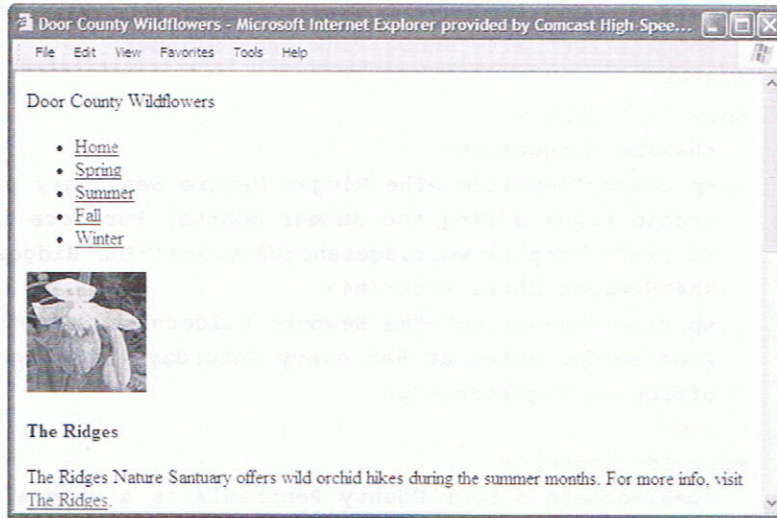 Door County Wildflowers - Microsoft Internet Explorer provided by Comcast High-Spee...
File Edit View Favorites Tools Help
Door County Wildflowers
Home
Spring
Summer
Fall
Winter
The Ridges
The Ridges Nature Santuary offers wild orchid hikes during the summer months. For more info, visit
The Ridges.